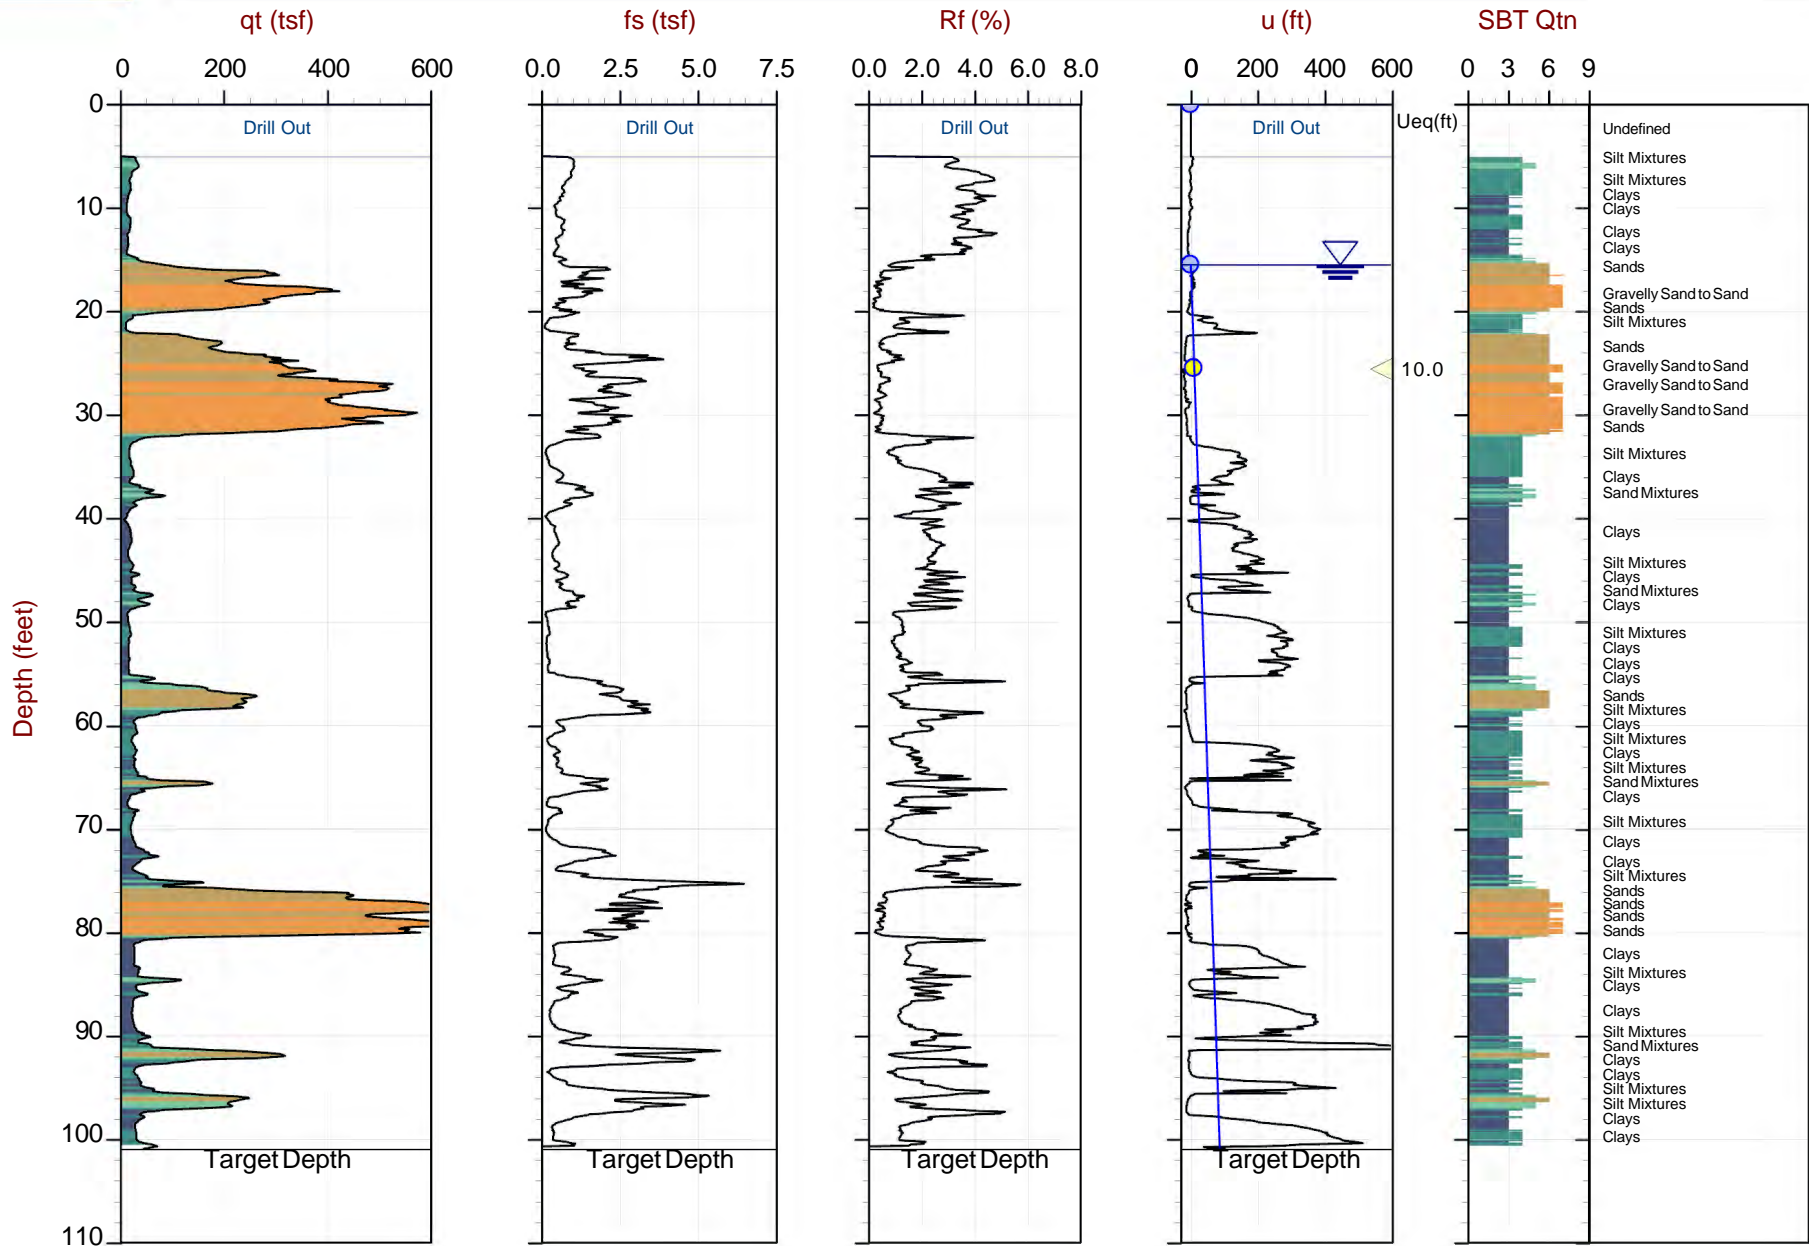 qt (tsf)
fs (tsf)
Rf (%)
u (ft)
SBT Qtn
0 200 400 600
0.0 2.5 5.0 7.5
0.0 2.0 4.0 6.0 8.0
0 200 400 600
0 3 6 9
Depth (feet)
0
10
20
30
40
50
60
70
80
90
100
110
Drill Out
Drill Out
Drill Out
Drill Out
Ueq(ft)
10.0
Target Depth
Target Depth
Target Depth
Target Depth
Undefined
Silt Mixtures
Silt Mixtures
Clays
Clays
Clays
Clays
Sands
Gravelly Sand to Sand
Sands
Silt Mixtures
Sands
Gravelly Sand to Sand
Gravelly Sand to Sand
Gravelly Sand to Sand
Sands
Silt Mixtures
Clays
Sand Mixtures
Clays
Silt Mixtures
Clays
Sand Mixtures
Clays
Silt Mixtures
Clays
Clays
Clays
Sands
Silt Mixtures
Clays
Silt Mixtures
Clays
Silt Mixtures
Sand Mixtures
Clays
Silt Mixtures
Clays
Clays
Silt Mixtures
Sands
Sands
Sands
Sands
Clays
Silt Mixtures
Clays
Clays
Silt Mixtures
Sand Mixtures
Clays
Clays
Silt Mixtures
Silt Mixtures
Clays
Clays